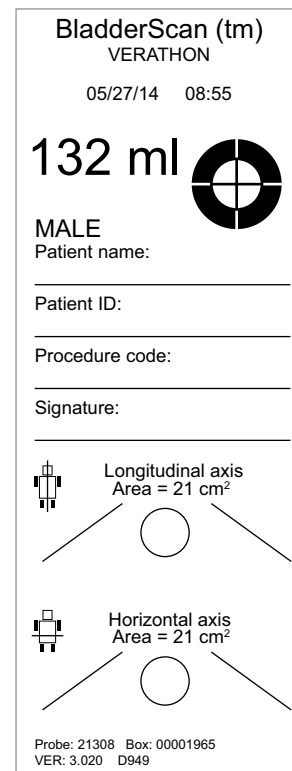 BladderScan (tm)
VERATHON
05/27/14 08:55
132 ml
MALE
Patient name:
Patient ID:
Procedure code:
Signature:
Longitudinal axis
Area = 21 cm²
Horizontal axis
Area = 21 cm²
Probe: 21308 Box: 00001965
VER: 3.020 D949